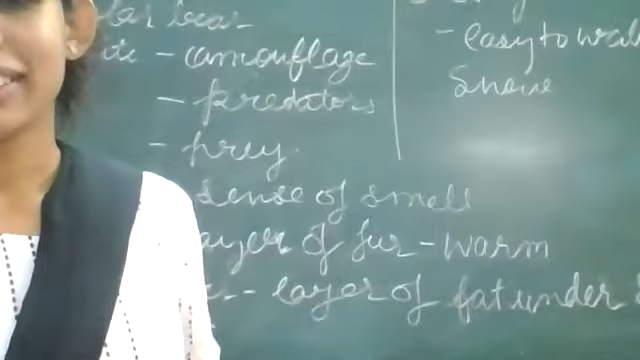 lar bear
ite - camouflage
- predators
- prey.
sense of smell
ayer of fur - warm
- layer of fat under
- easy to walk
Snow